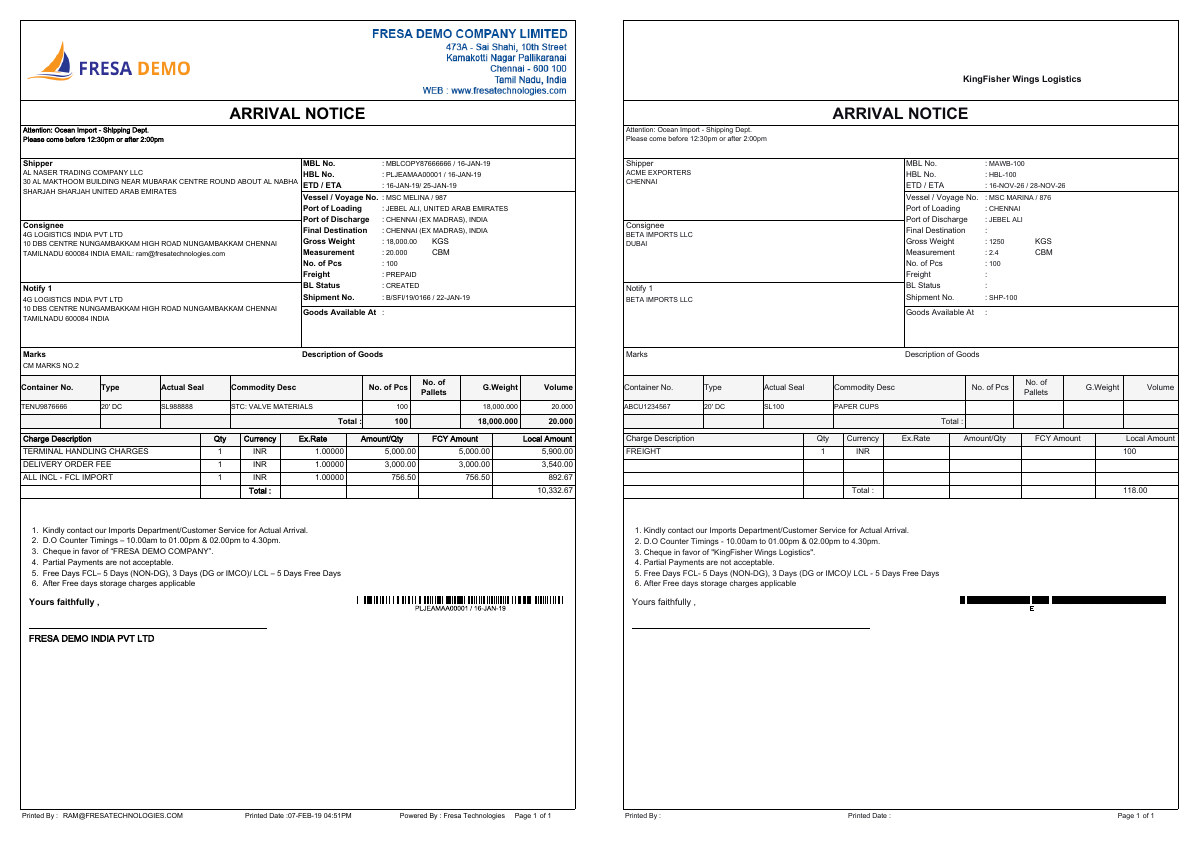 FRESA DEMO
FRESA DEMO COMPANY LIMITED
473A - Sai Shahi, 10th Street
Kamakotti Nagar Pallikaranai
Chennai - 600 100
Tamil Nadu, India
WEB : www.fresatechnologies.com
ARRIVAL NOTICE
Attention: Ocean Import - Shipping Dept.
Please come before 12:30pm or after 2:00pm
Shipper
AL NASER TRADING COMPANY LLC
30 AL MAKTHOOM BUILDING NEAR MUBARAK CENTRE ROUND ABOUT AL NABHA
SHARJAH SHARJAH UNITED ARAB EMIRATES
Consignee
4G LOGISTICS INDIA PVT LTD
10 DBS CENTRE NUNGAMBAKKAM HIGH ROAD NUNGAMBAKKAM CHENNAI
TAMILNADU 600084 INDIA EMAIL: ram@fresatechnologies.com
Notify 1
4G LOGISTICS INDIA PVT LTD
10 DBS CENTRE NUNGAMBAKKAM HIGH ROAD NUNGAMBAKKAM CHENNAI
TAMILNADU 600084 INDIA
MBL No. : MBLCOPY87666666 / 16-JAN-19
HBL No. : PLJEAMAA00001 / 16-JAN-19
ETD / ETA : 16-JAN-19/ 25-JAN-19
Vessel / Voyage No. : MSC MELINA / 987
Port of Loading : JEBEL ALI, UNITED ARAB EMIRATES
Port of Discharge : CHENNAI (EX MADRAS), INDIA
Final Destination : CHENNAI (EX MADRAS), INDIA
Gross Weight : 18,000.00 KGS
Measurement : 20.000 CBM
No. of Pcs : 100
Freight : PREPAID
BL Status : CREATED
Shipment No. : B/SFI/19/0166 / 22-JAN-19
Goods Available At :
Marks Description of Goods
CM MARKS NO.2
Container No. Type Actual Seal Commodity Desc No. of Pcs No. of Pallets G.Weight Volume
TENU9876666 20' DC SL988888 STC: VALVE MATERIALS 100 18,000.000 20.000
Total : 100 18,000.000 20.000
Charge Description Qty Currency Ex.Rate Amount/Qty FCY Amount Local Amount
TERMINAL HANDLING CHARGES 1 INR 1.00000 5,000.00 5,000.00 5,900.00
DELIVERY ORDER FEE 1 INR 1.00000 3,000.00 3,000.00 3,540.00
ALL INCL - FCL IMPORT 1 INR 1.00000 756.50 756.50 892.67
Total : 10,332.67
1. Kindly contact our Imports Department/Customer Service for Actual Arrival.
2. D.O Counter Timings – 10.00am to 01.00pm & 02.00pm to 4.30pm.
3. Cheque in favor of “FRESA DEMO COMPANY”.
4. Partial Payments are not acceptable.
5. Free Days FCL– 5 Days (NON-DG), 3 Days (DG or IMCO)/ LCL – 5 Days Free Days
6. After Free days storage charges applicable
Yours faithfully ,
PLJEAMAA00001 / 16-JAN-19
FRESA DEMO INDIA PVT LTD
Printed By : RAM@FRESATECHNOLOGIES.COM Printed Date :07-FEB-19 04:51PM Powered By : Fresa Technologies Page 1 of 1
KingFisher Wings Logistics
ARRIVAL NOTICE
Attention: Ocean Import - Shipping Dept.
Please come before 12:30pm or after 2:00pm
Shipper
ACME EXPORTERS
CHENNAI
Consignee
BETA IMPORTS LLC
DUBAI
Notify 1
BETA IMPORTS LLC
MBL No. : MAWB-100
HBL No. : HBL-100
ETD / ETA : 16-NOV-26 / 28-NOV-26
Vessel / Voyage No. : MSC MARINA / 876
Port of Loading : CHENNAI
Port of Discharge : JEBEL ALI
Final Destination :
Gross Weight : 1250 KGS
Measurement : 2.4 CBM
No. of Pcs : 100
Freight :
BL Status :
Shipment No. : SHP-100
Goods Available At :
Marks Description of Goods
Container No. Type Actual Seal Commodity Desc No. of Pcs No. of Pallets G.Weight Volume
ABCU1234567 20' DC SL100 PAPER CUPS
Total :
Charge Description Qty Currency Ex.Rate Amount/Qty FCY Amount Local Amount
FREIGHT 1 INR 100
Total : 118.00
1. Kindly contact our Imports Department/Customer Service for Actual Arrival.
2. D.O Counter Timings - 10.00am to 01.00pm & 02.00pm to 4.30pm.
3. Cheque in favor of "KingFisher Wings Logistics".
4. Partial Payments are not acceptable.
5. Free Days FCL- 5 Days (NON-DG), 3 Days (DG or IMCO)/ LCL - 5 Days Free Days
6. After Free days storage charges applicable
Yours faithfully ,
E
Printed By : Printed Date : Page 1 of 1